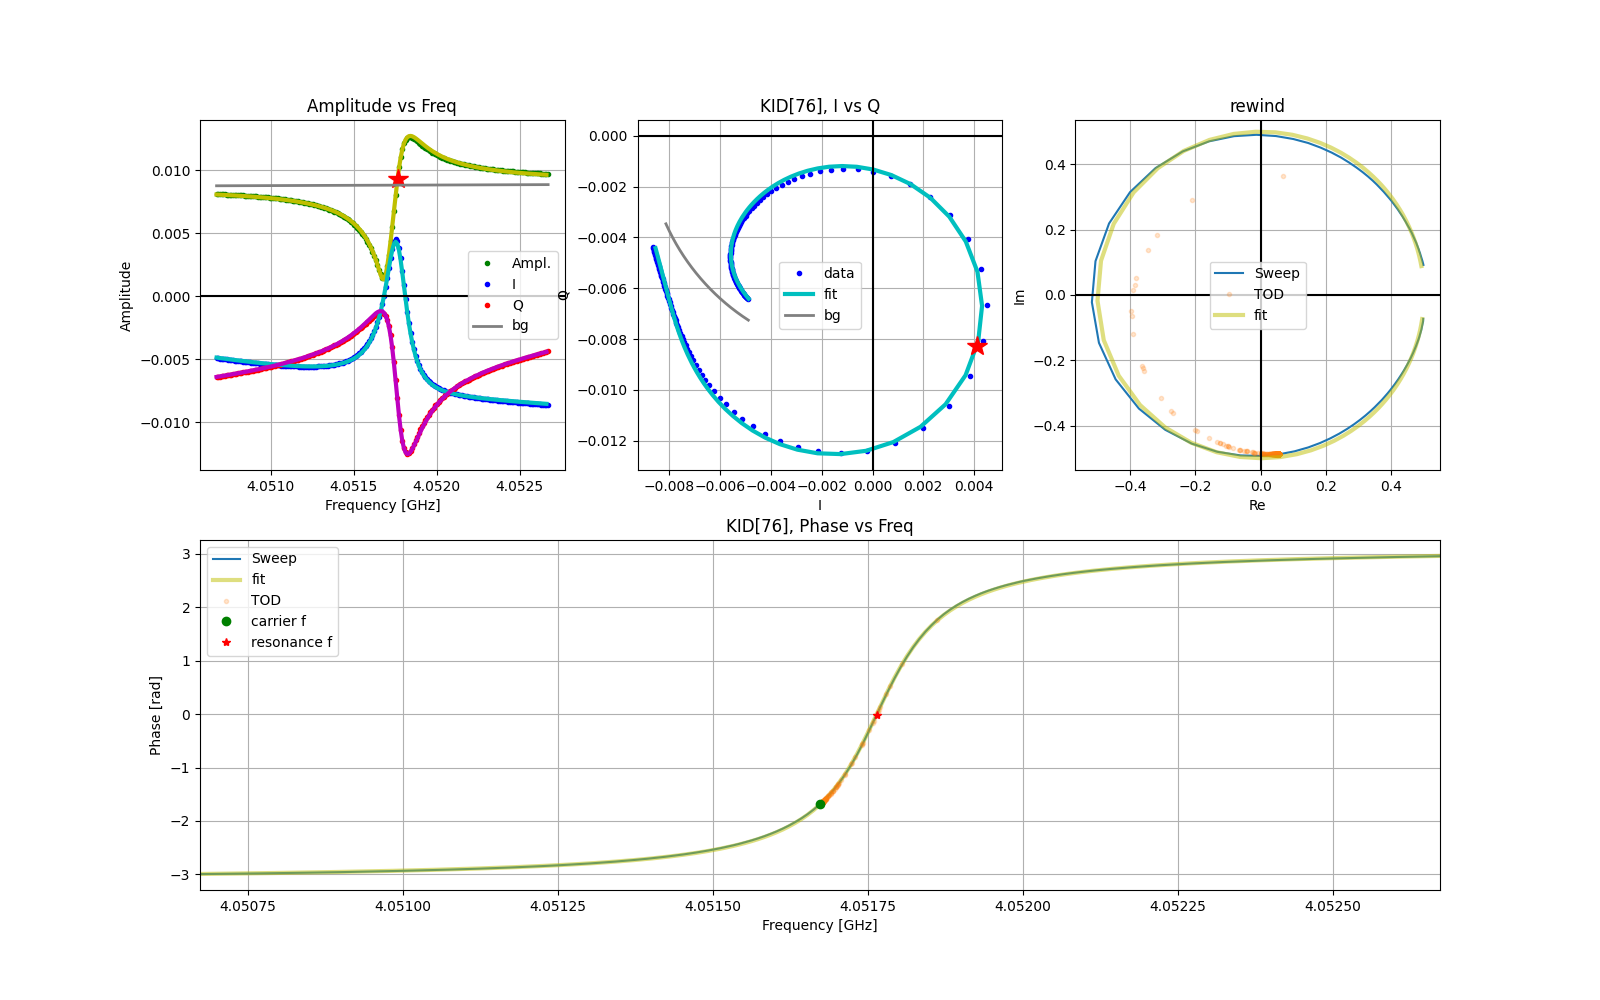 Amplitude vs Freq
Amplitude
0.010
0.005
0.000
−0.005
−0.010
Ampl.
I
Q
bg
4.0510 4.0515 4.0520 4.0525
Frequency [GHz]
KID[76], I vs Q
Q
0.000
−0.002
−0.004
−0.006
−0.008
−0.010
−0.012
data
fit
bg
−0.008 −0.006 −0.004 −0.002 0.000 0.002 0.004
I
rewind
Im
0.4
0.2
0.0
−0.2
−0.4
Sweep
TOD
fit
−0.4 −0.2 0.0 0.2 0.4
Re
KID[76], Phase vs Freq
Phase [rad]
3
2
1
0
−1
−2
−3
Sweep
fit
TOD
carrier f
resonance f
4.05075 4.05100 4.05125 4.05150 4.05175 4.05200 4.05225 4.05250
Frequency [GHz]